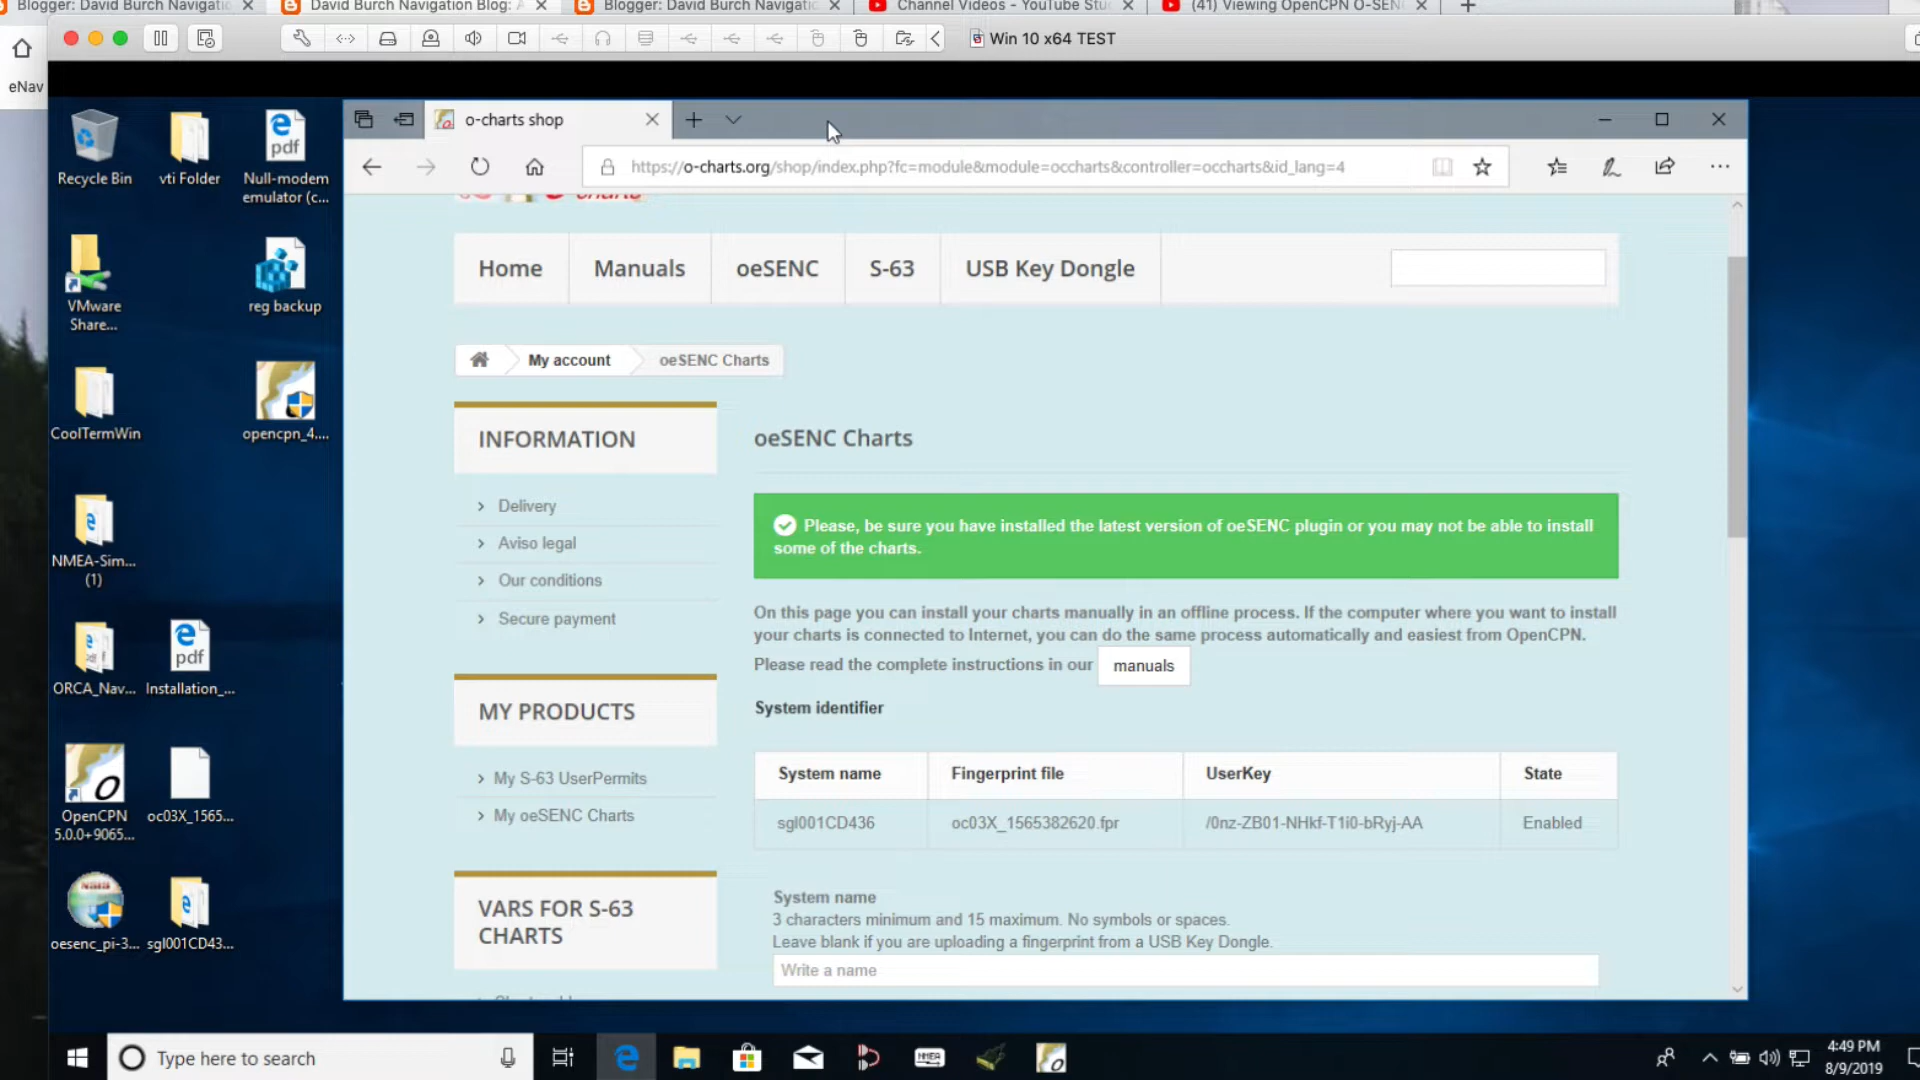 Blogger: David Burch Navigatic
David Burch Navigation Blog: A
Blogger: David Burch Navigatic
Channel Videos - YouTube Stu
(41) Viewing OpenCPN O-SEN
Win 10 x64 TEST
eNav
o-charts shop
https://o-charts.org/shop/index.php?fc=module&module=occharts&controller=occharts&id_lang=4
Recycle Bin
vti Folder
Null-modem
emulator (c...
VMware
Share...
reg backup
CoolTermWin
opencpn_4....
NMEA-Sim...
(1)
ORCA_Nav...
Installation_...
OpenCPN
5.0.0+9065...
oc03X_1565...
oesenc_pi-3...
sgl001CD43...
charts
Home
Manuals
oeSENC
S-63
USB Key Dongle
My account
oeSENC Charts
INFORMATION
Delivery
Aviso legal
Our conditions
Secure payment
MY PRODUCTS
My S-63 UserPermits
My oeSENC Charts
VARS FOR S-63
CHARTS
oeSENC Charts
Please, be sure you have installed the latest version of oeSENC plugin or you may not be able to install
some of the charts.
On this page you can install your charts manually in an offline process. If the computer where you want to install
your charts is connected to Internet, you can do the same process automatically and easiest from OpenCPN.
Please read the complete instructions in our manuals
System identifier
System name Fingerprint file UserKey State
sgl001CD436 oc03X_1565382620.fpr /0nz-ZB01-NHkf-T1i0-bRyj-AA Enabled
System name
3 characters minimum and 15 maximum. No symbols or spaces.
Leave blank if you are uploading a fingerprint from a USB Key Dongle.
Write a name
Type here to search
NMEA
4:49 PM
8/9/2019